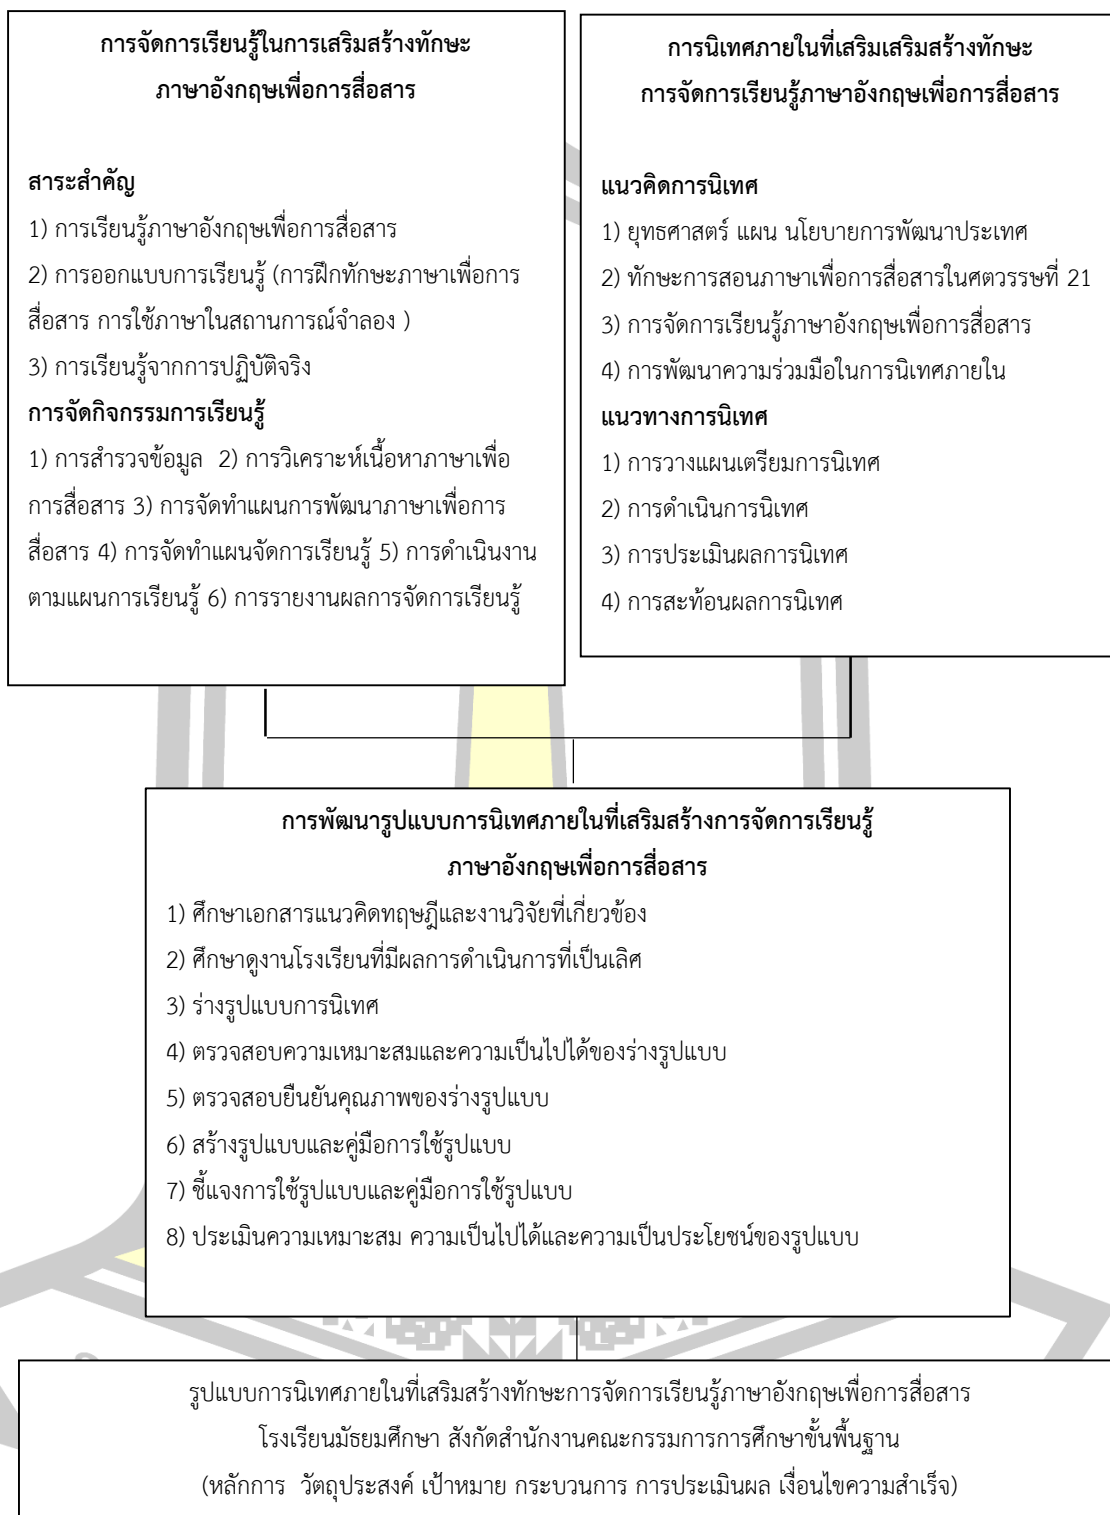 การจัดการเรียนรู้ในการเสริมสร้างทักษะ
ภาษาอังกฤษเพื่อการสื่อสาร
สาระสำคัญ
1) การเรียนรู้ภาษาอังกฤษเพื่อการสื่อสาร
2) การออกแบบการเรียนรู้ (การฝึกทักษะภาษาเพื่อการ
สื่อสาร การใช้ภาษาในสถานการณ์จำลอง )
3) การเรียนรู้จากการปฏิบัติจริง
การจัดกิจกรรมการเรียนรู้
1) การสำรวจข้อมูล 2) การวิเคราะห์เนื้อหาภาษาเพื่อ
การสื่อสาร 3) การจัดทำแผนการพัฒนาภาษาเพื่อการ
สื่อสาร 4) การจัดทำแผนจัดการเรียนรู้ 5) การดำเนินงาน
ตามแผนการเรียนรู้ 6) การรายงานผลการจัดการเรียนรู้
การนิเทศภายในที่เสริมเสริมสร้างทักษะ
การจัดการเรียนรู้ภาษาอังกฤษเพื่อการสื่อสาร
แนวคิดการนิเทศ
1) ยุทธศาสตร์ แผน นโยบายการพัฒนาประเทศ
2) ทักษะการสอนภาษาเพื่อการสื่อสารในศตวรรษที่ 21
3) การจัดการเรียนรู้ภาษาอังกฤษเพื่อการสื่อสาร
4) การพัฒนาความร่วมมือในการนิเทศภายใน
แนวทางการนิเทศ
1) การวางแผนเตรียมการนิเทศ
2) การดำเนินการนิเทศ
3) การประเมินผลการนิเทศ
4) การสะท้อนผลการนิเทศ
การพัฒนารูปแบบการนิเทศภายในที่เสริมสร้างการจัดการเรียนรู้
ภาษาอังกฤษเพื่อการสื่อสาร
1) ศึกษาเอกสารแนวคิดทฤษฎีและงานวิจัยที่เกี่ยวข้อง
2) ศึกษาดูงานโรงเรียนที่มีผลการดำเนินการที่เป็นเลิศ
3) ร่างรูปแบบการนิเทศ
4) ตรวจสอบความเหมาะสมและความเป็นไปได้ของร่างรูปแบบ
5) ตรวจสอบยืนยันคุณภาพของร่างรูปแบบ
6) สร้างรูปแบบและคู่มือการใช้รูปแบบ
7) ชี้แจงการใช้รูปแบบและคู่มือการใช้รูปแบบ
8) ประเมินความเหมาะสม ความเป็นไปได้และความเป็นประโยชน์ของรูปแบบ
รูปแบบการนิเทศภายในที่เสริมสร้างทักษะการจัดการเรียนรู้ภาษาอังกฤษเพื่อการสื่อสาร
โรงเรียนมัธยมศึกษา สังกัดสำนักงานคณะกรรมการการศึกษาขั้นพื้นฐาน
(หลักการ วัตถุประสงค์ เป้าหมาย กระบวนการ การประเมินผล เงื่อนไขความสำเร็จ)